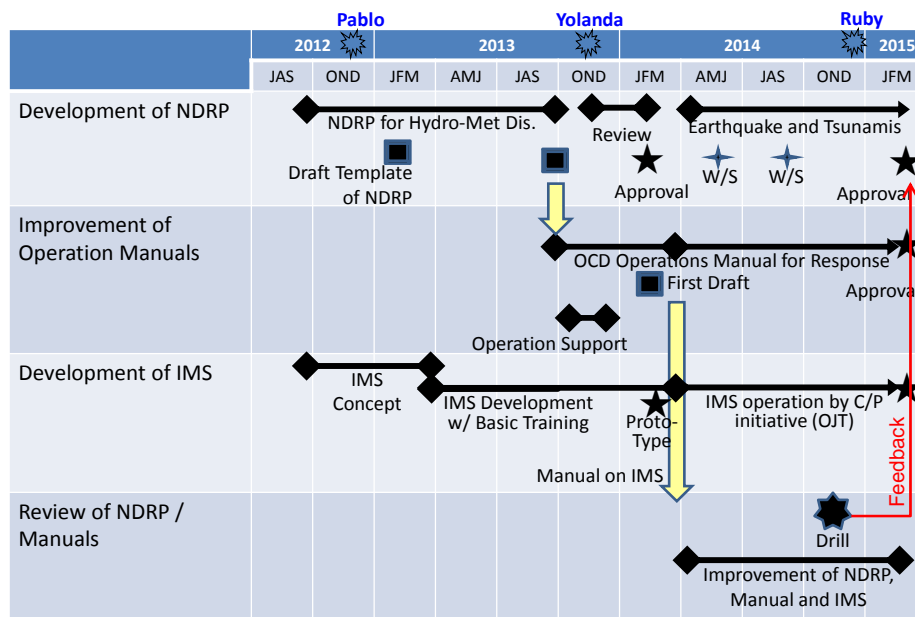 Pablo
Yolanda
Ruby
2012
2013
2014
2015
JAS
OND
JFM
AMJ
JAS
OND
JFM
AMJ
JAS
OND
JFM
Development of NDRP
NDRP for Hydro-Met Dis.
Review
Earthquake and Tsunamis
Draft Template
of NDRP
Approval
W/S
W/S
Approval
Improvement of
Operation Manuals
OCD Operations Manual for Response
First Draft
Approval
Operation Support
Development of IMS
IMS
Concept
IMS Development
w/ Basic Training
Proto-
Type
IMS operation by C/P
initiative (OJT)
Manual on IMS
Feedback
Review of NDRP /
Manuals
Drill
Improvement of NDRP,
Manual and IMS